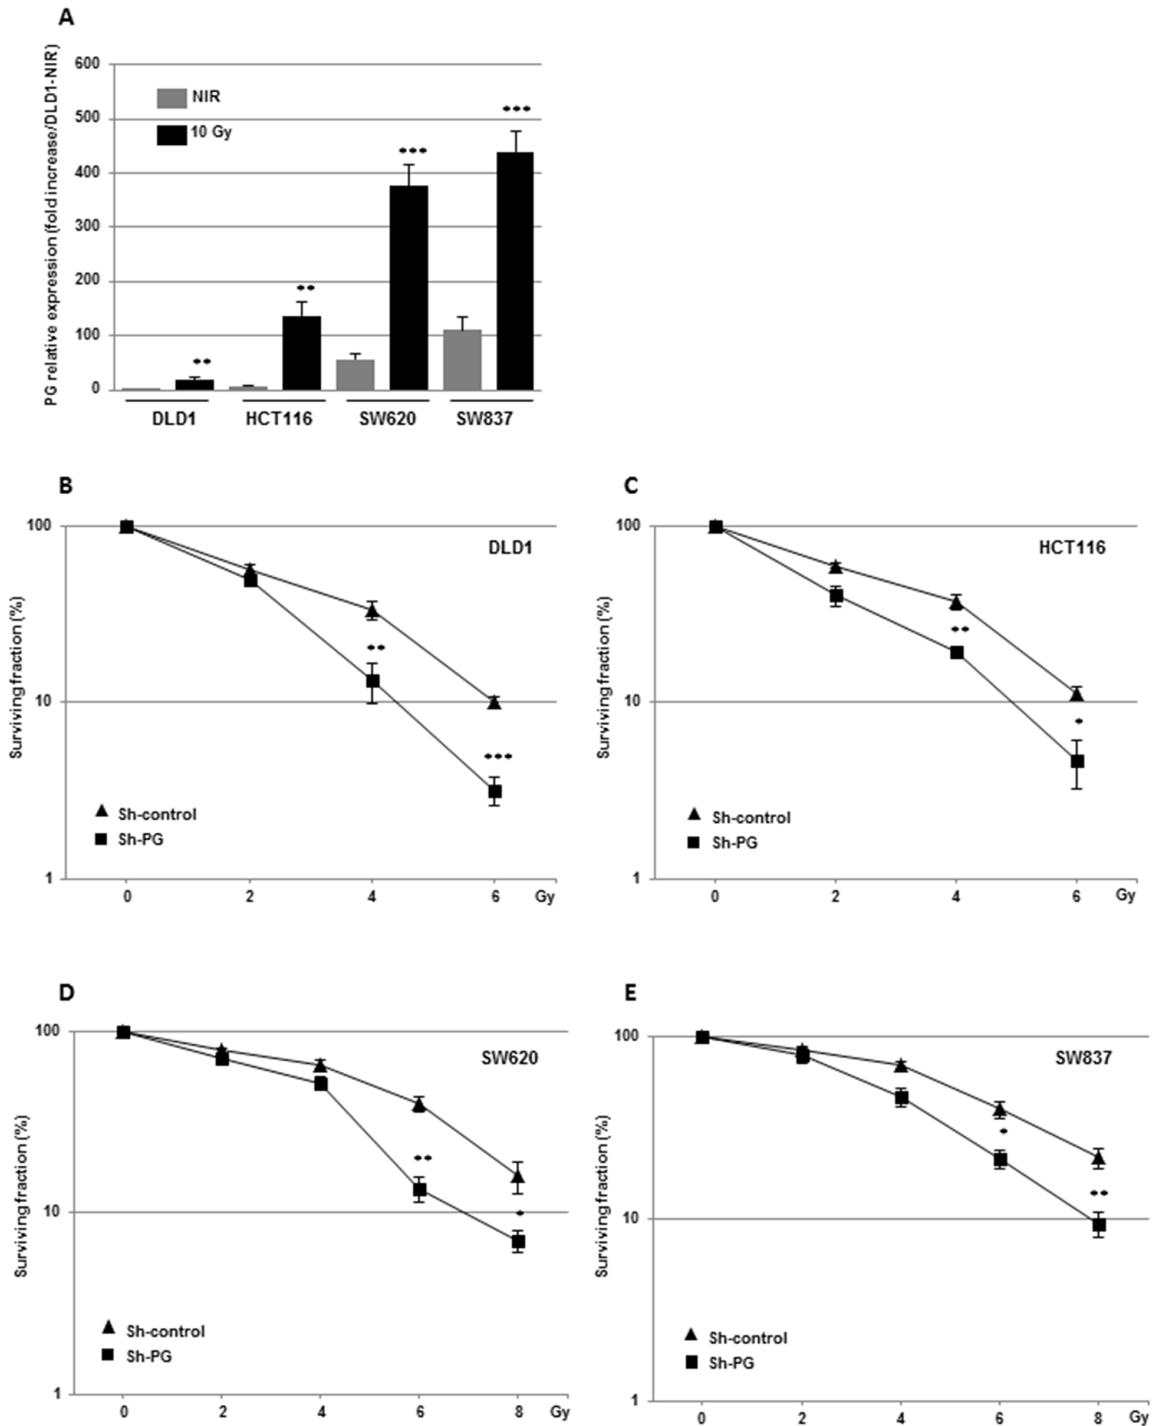 A
PG relative expression (fold increase/DLD1-NIR)
600
500
400
300
200
100
0
NIR
10 Gy
**
**
***
***
DLD1 HCT116 SW620 SW837
B
Surviving fraction (%)
100
10
1
DLD1
**
***
Sh-control
Sh-PG
0 2 4 6 Gy
C
Surviving fraction (%)
100
10
1
HCT116
**
*
Sh-control
Sh-PG
0 2 4 6 Gy
D
Surviving fraction (%)
100
10
1
SW620
**
*
Sh-control
Sh-PG
0 2 4 6 8 Gy
E
Surviving fraction (%)
100
10
1
SW837
*
**
Sh-control
Sh-PG
0 2 4 6 8 Gy